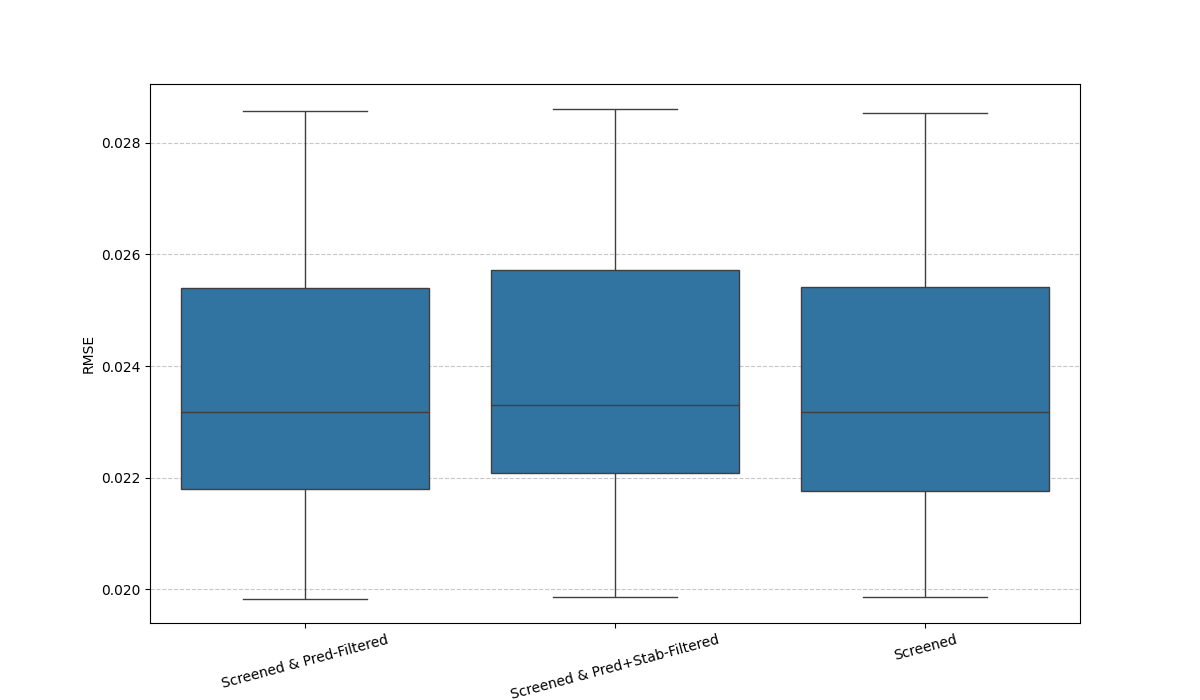 RMSE
0.028
0.026
0.024
0.022
0.020
Screened & Pred-Filtered
Screened & Pred+Stab-Filtered
Screened